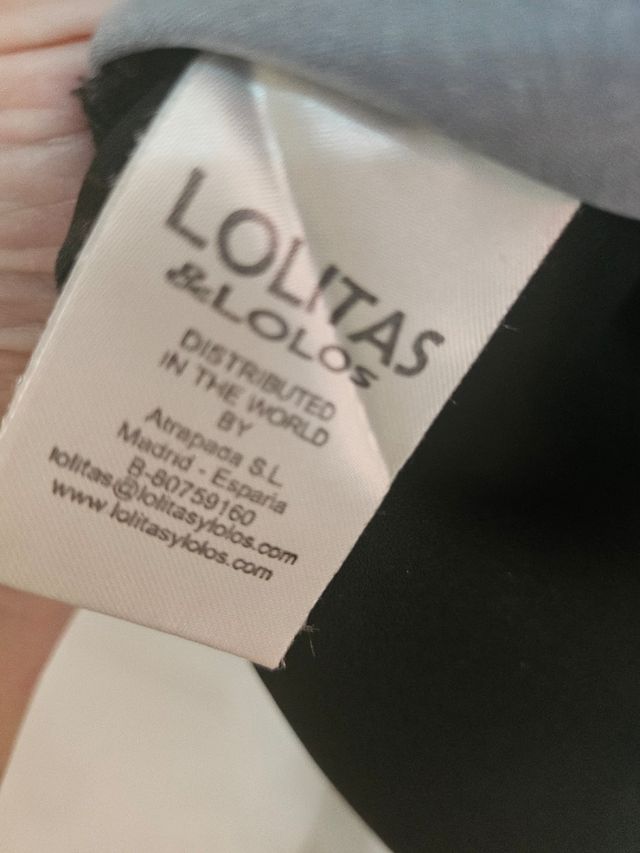 LOLITAS
&LOLOS
DISTRIBUTED
IN THE WORLD
BY
Atrapada S.L
Madrid - España
B-80759160
lolitas@lolitasylolos.com
www.lolitasylolos.com